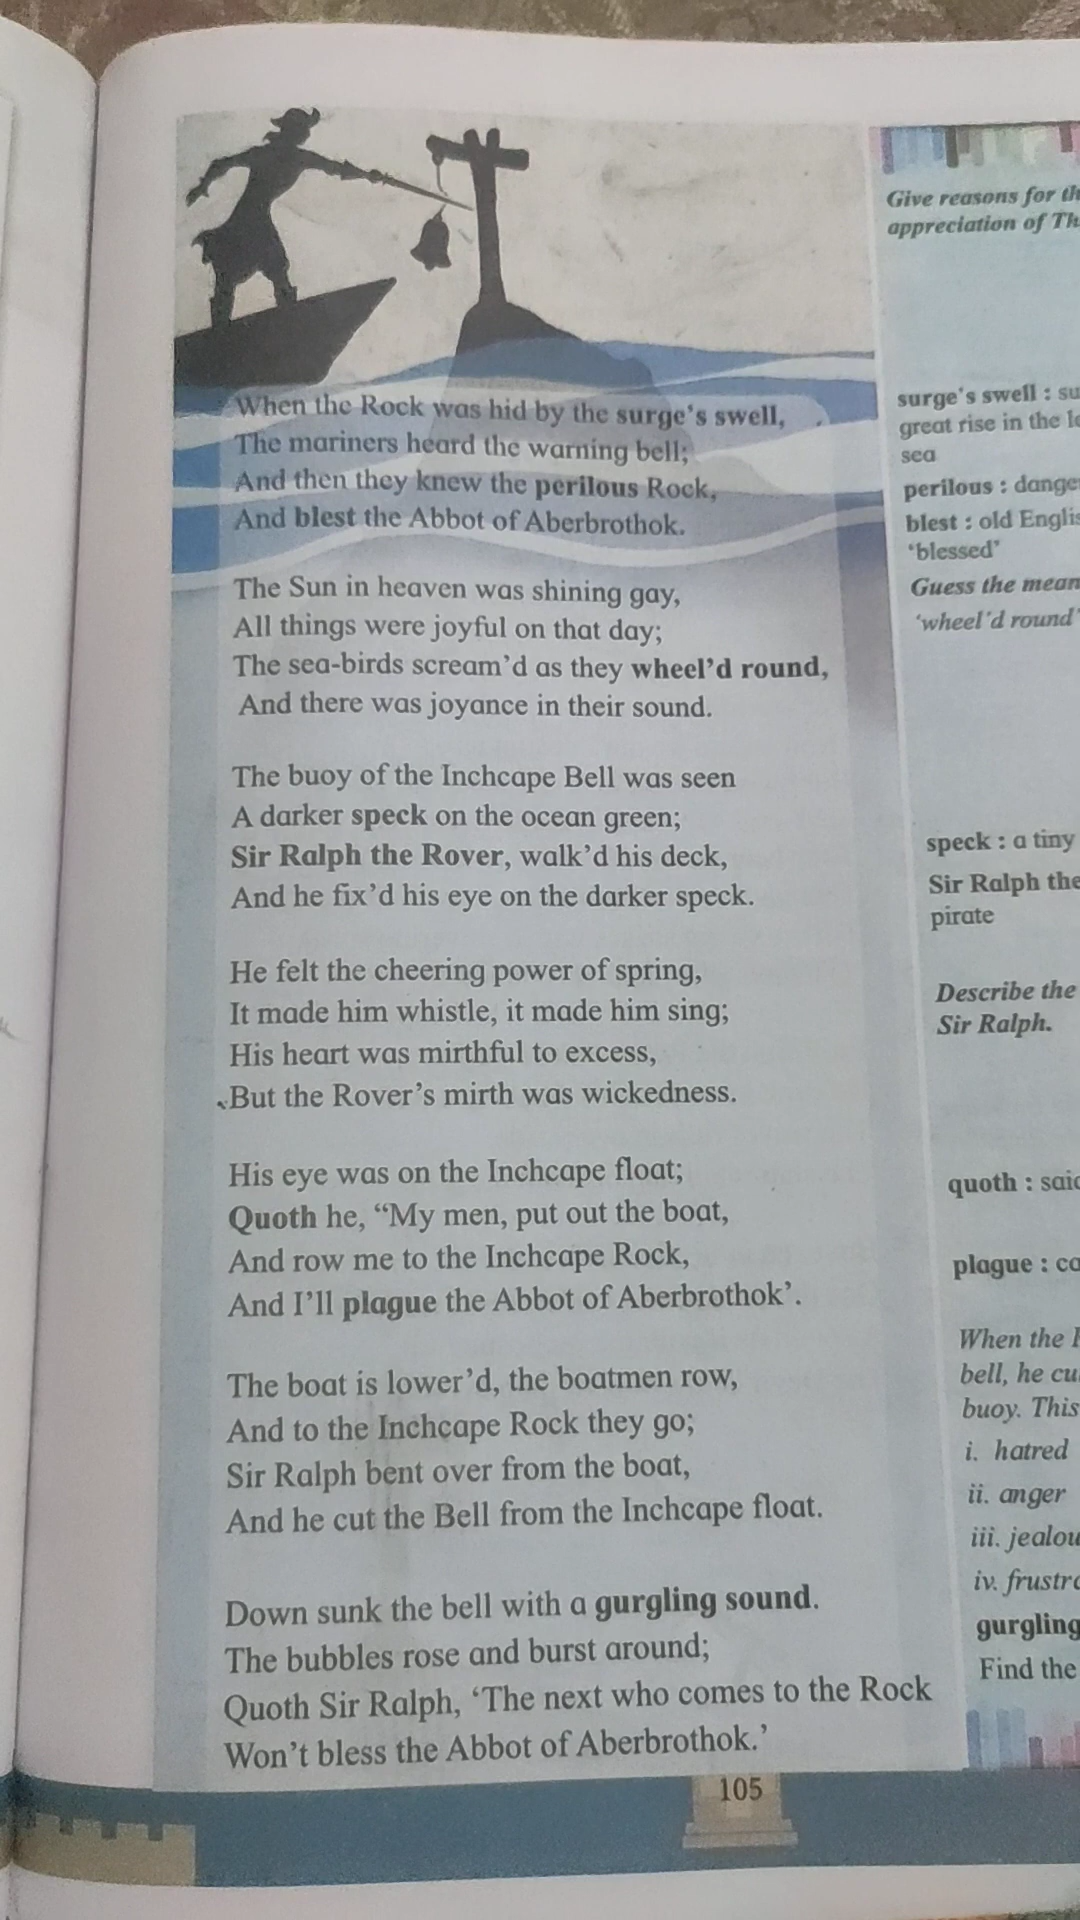 When the Rock was hid by the surge's swell,
The mariners heard the warning bell;
And then they knew the perilous Rock,
And blest the Abbot of Aberbrothok.
The Sun in heaven was shining gay,
All things were joyful on that day;
The sea-birds scream'd as they wheel'd round,
And there was joyance in their sound.
The buoy of the Inchcape Bell was seen
A darker speck on the ocean green;
Sir Ralph the Rover, walk'd his deck,
And he fix'd his eye on the darker speck.
He felt the cheering power of spring,
It made him whistle, it made him sing;
His heart was mirthful to excess,
But the Rover's mirth was wickedness.
His eye was on the Inchcape float;
Quoth he, “My men, put out the boat,
And row me to the Inchcape Rock,
And I'll plague the Abbot of Aberbrothok’.
The boat is lower'd, the boatmen row,
And to the Inchcape Rock they go;
Sir Ralph bent over from the boat,
And he cut the Bell from the Inchcape float.
Down sunk the bell with a gurgling sound.
The bubbles rose and burst around;
Quoth Sir Ralph, ‘The next who comes to the Rock
Won't bless the Abbot of Aberbrothok.’
Give reasons for
appreciation of
surge's swell :
great rise in the
sea
perilous :
blest : old
‘blessed’
Guess the
‘wheel'd round’
speck : a tiny
Sir Ralph the
pirate
Describe the
Sir Ralph.
quoth :
plague :
When the
bell, he
buoy. This
i. hatred
ii. anger
iii.
iv.
gurgling
Find the
105